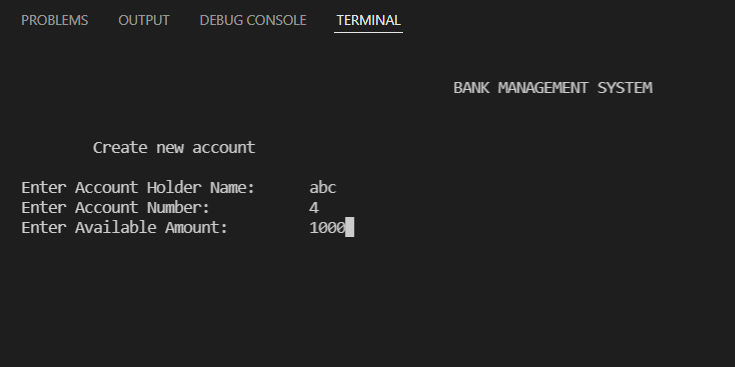 PROBLEMS OUTPUT DEBUG CONSOLE TERMINAL
BANK MANAGEMENT SYSTEM
Create new account
Enter Account Holder Name: abc
Enter Account Number: 4
Enter Available Amount: 1000